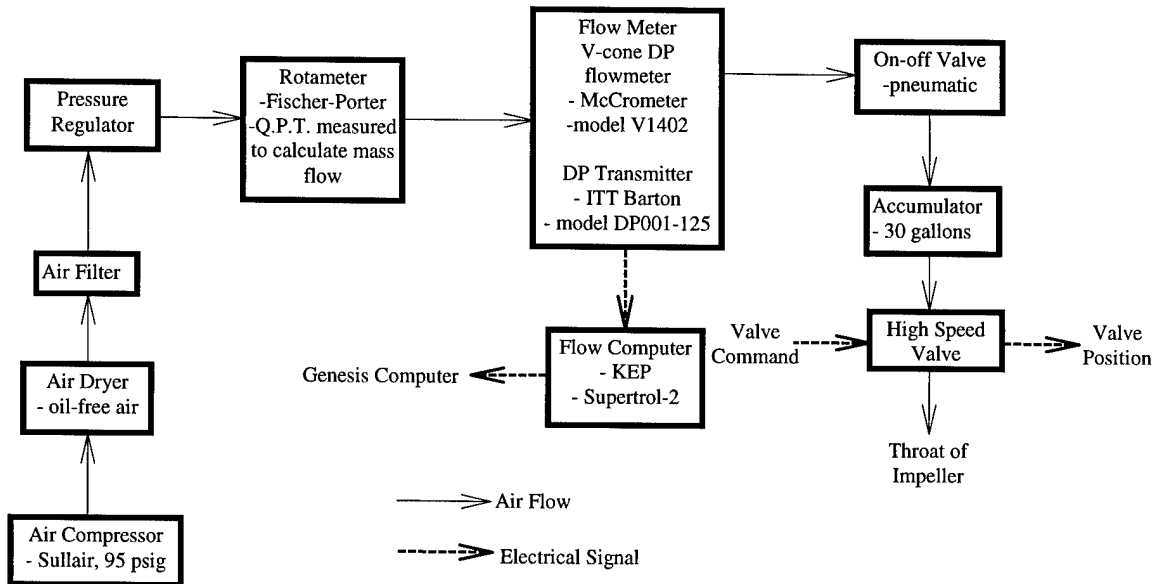 Flow Meter
V-cone DP
flowmeter
- McCrometer
-model V1402
DP Transmitter
- ITT Barton
- model DP001-125
On-off Valve
-pneumatic
Rotameter
-Fischer-Porter
-Q.P.T. measured
to calculate mass
flow
Pressure
Regulator
Accumulator
- 30 gallons
Air Filter
High Speed
Valve
Valve
Command
Valve
Position
Flow Computer
- KEP
- Supertrol-2
Genesis Computer
Air Dryer
- oil-free air
Throat of
Impeller
Air Flow
Electrical Signal
Air Compressor
- Sullair, 95 psig